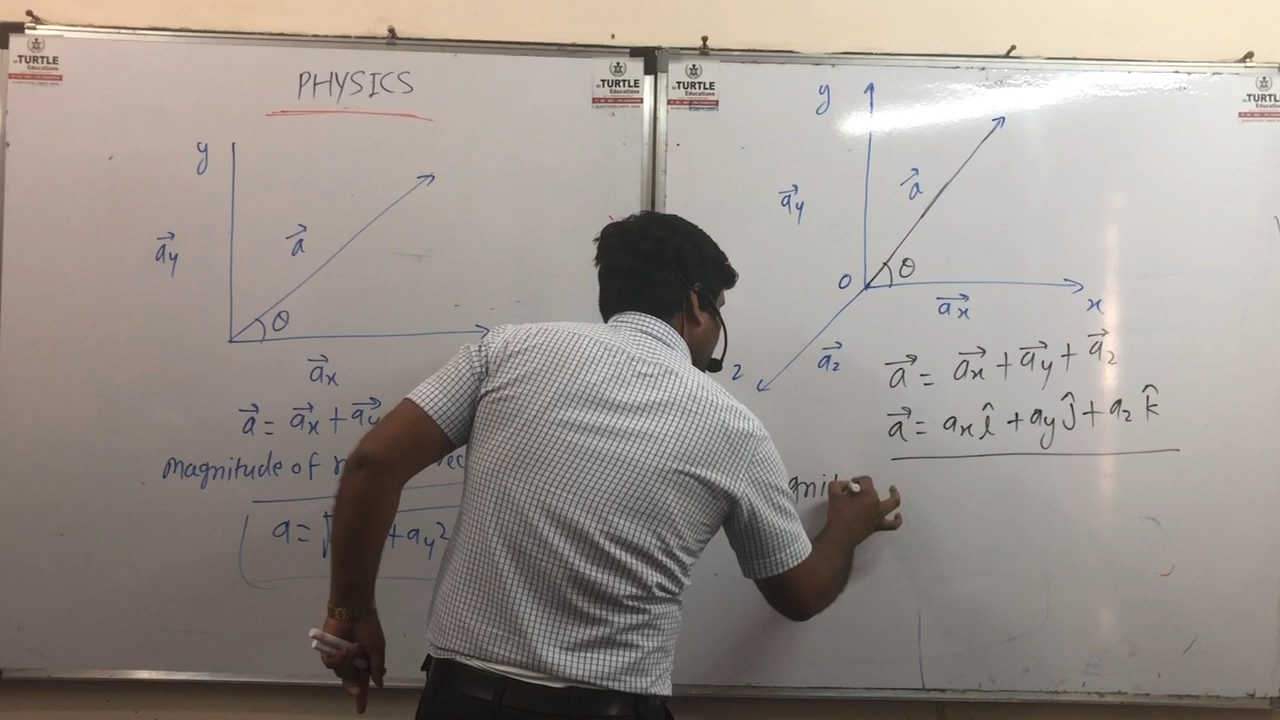 TURTLE
Educations
PHYSICS
TURTLE
Educations
y
a⃗y
a⃗
θ
a⃗x
a⃗ = a⃗x + a⃗y
magnitude of
a = + ay²
TURTLE
Educations
TURTLE
Educations
y
a⃗y
a⃗
O
θ
a⃗x
x
a⃗z
z
a⃗ = a⃗x + a⃗y + a⃗z
a⃗ = ax î + ay ĵ + az k̂